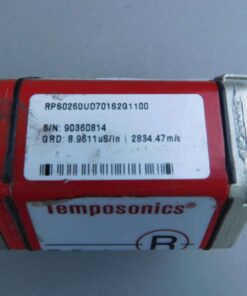 RPS0260UD701S2G1100
S/N: 90360814
GRD: 8.9611uS/in | 2834.47m/s
Temposonics®
R